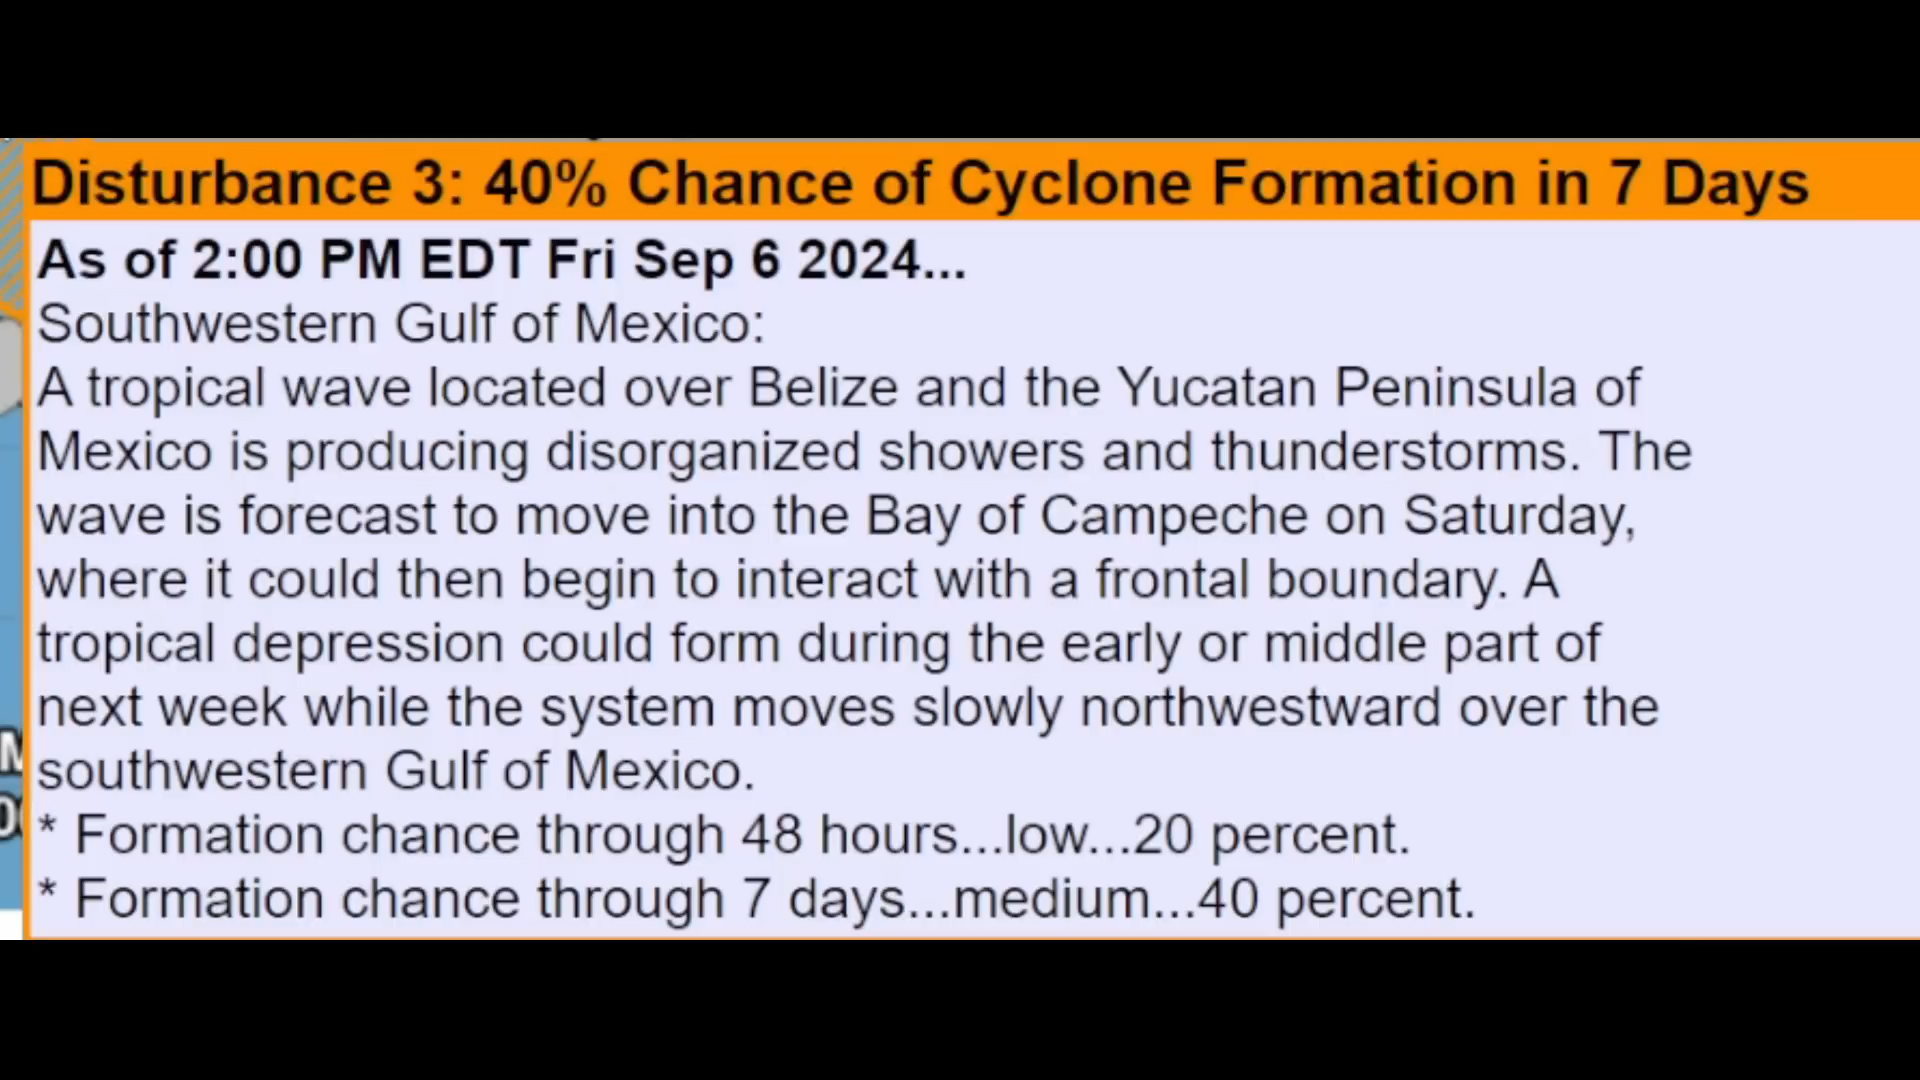 Disturbance 3: 40% Chance of Cyclone Formation in 7 Days
As of 2:00 PM EDT Fri Sep 6 2024...
Southwestern Gulf of Mexico:
A tropical wave located over Belize and the Yucatan Peninsula of
Mexico is producing disorganized showers and thunderstorms. The
wave is forecast to move into the Bay of Campeche on Saturday,
where it could then begin to interact with a frontal boundary. A
tropical depression could form during the early or middle part of
next week while the system moves slowly northwestward over the
southwestern Gulf of Mexico.
* Formation chance through 48 hours...low...20 percent.
* Formation chance through 7 days...medium...40 percent.